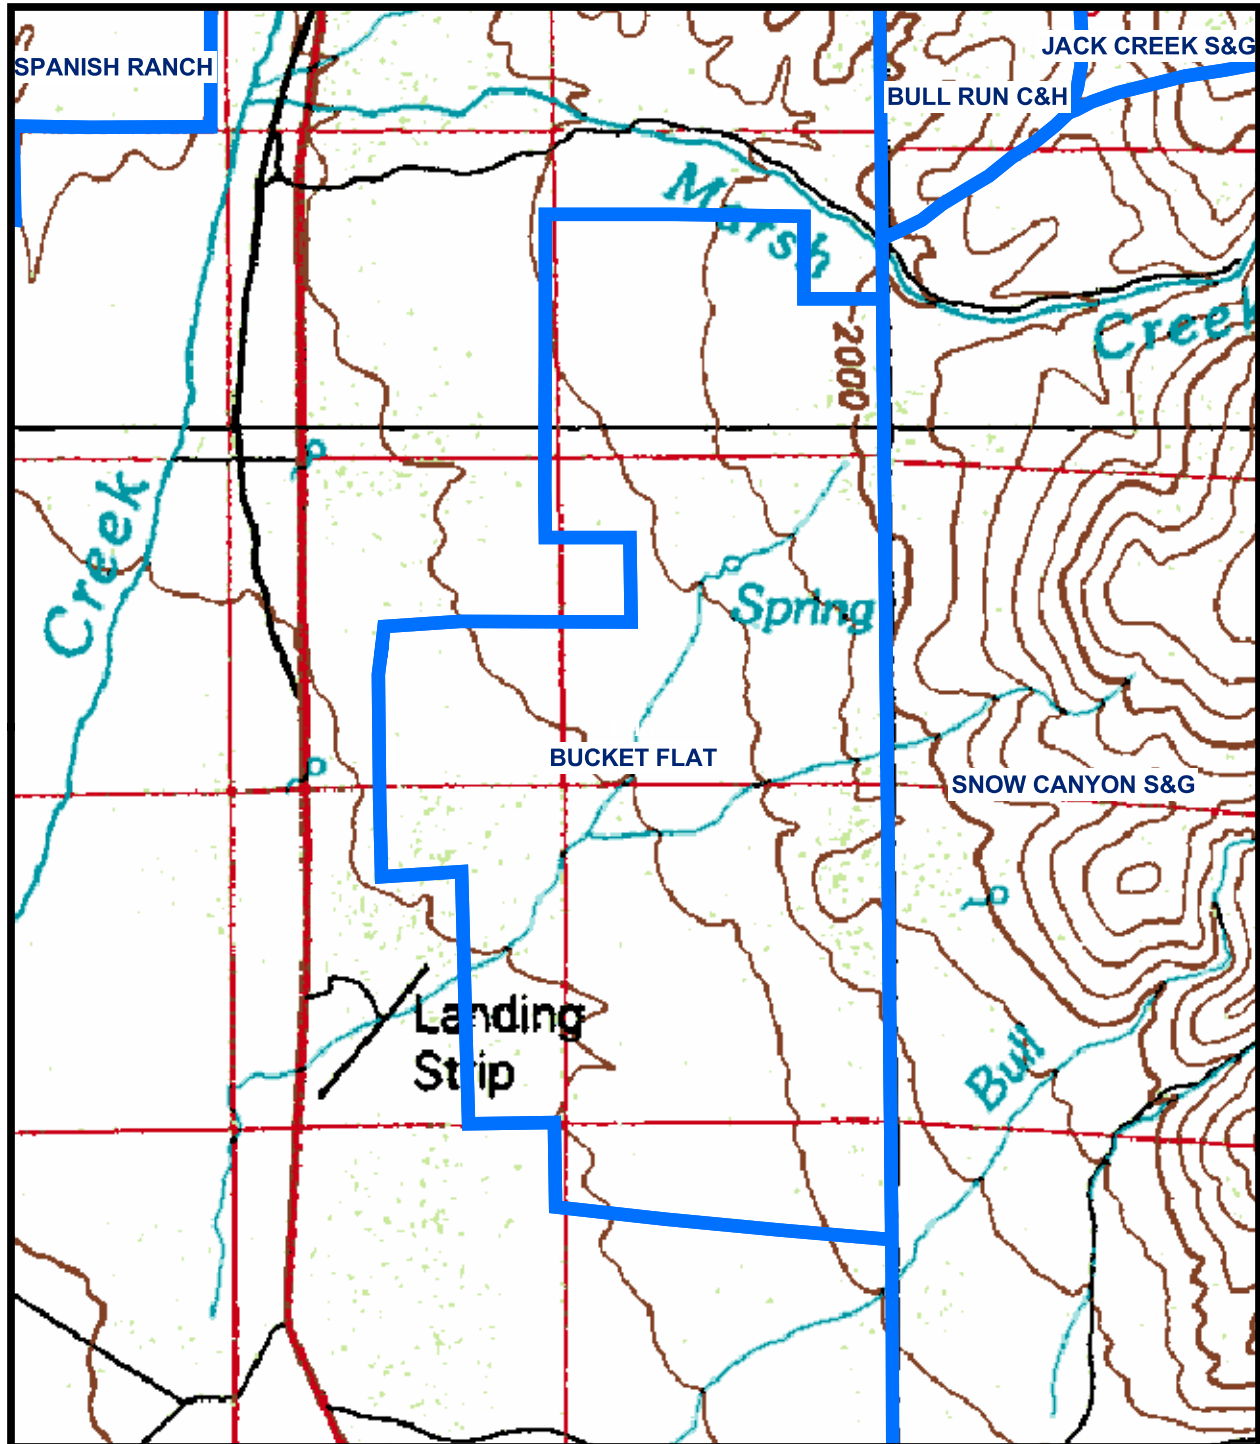 JACK CREEK S&G
SPANISH RANCH
BULL RUN C&H
Marsh
Creek
2000
Creek
Spring
BUCKET FLAT
SNOW CANYON S&G
Landing
Strip
Bull